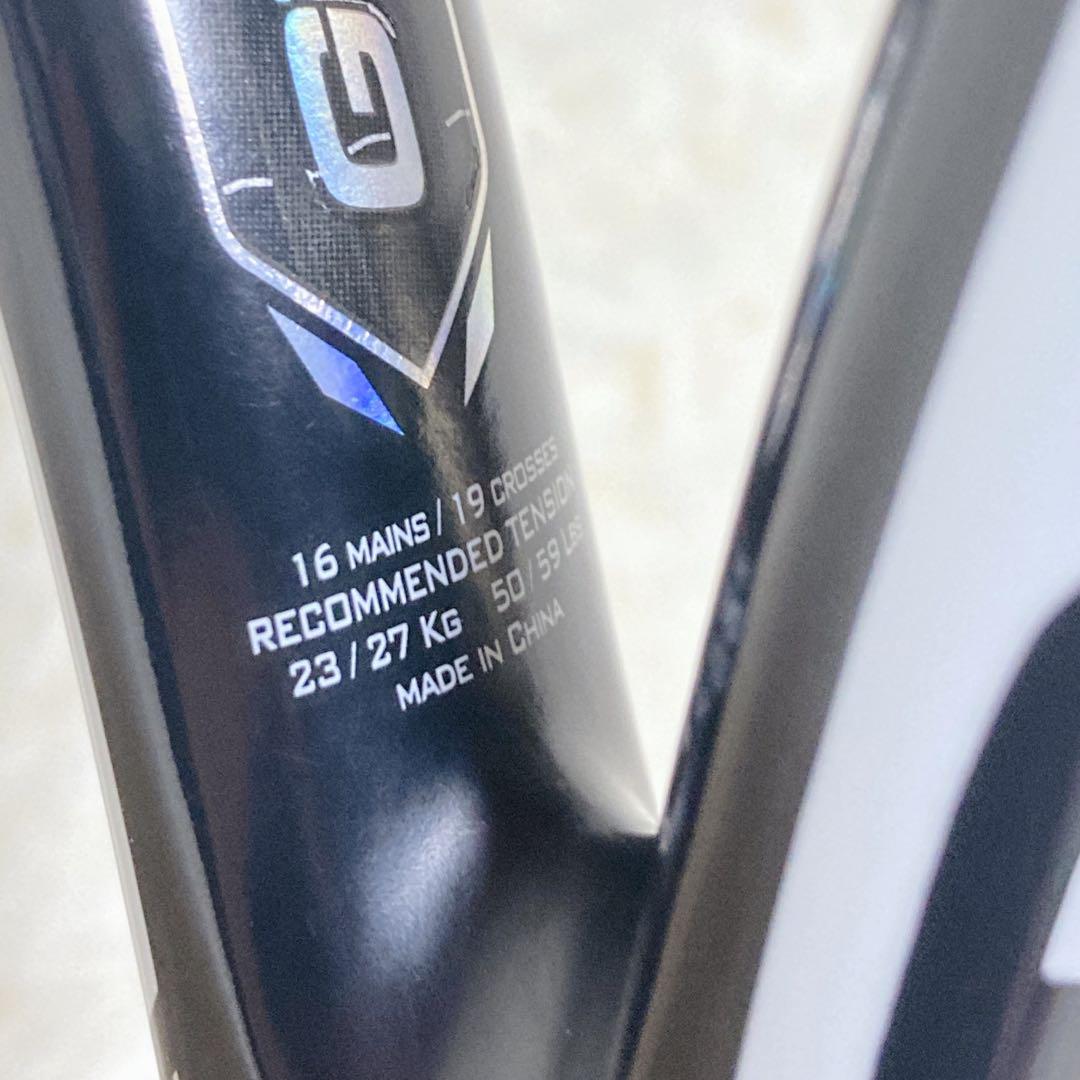 G
16 MAINS / 19 CROSSES
RECOMMENDED TENSION
23 / 27 KG 50 / 59 LBS
MADE IN CHINA